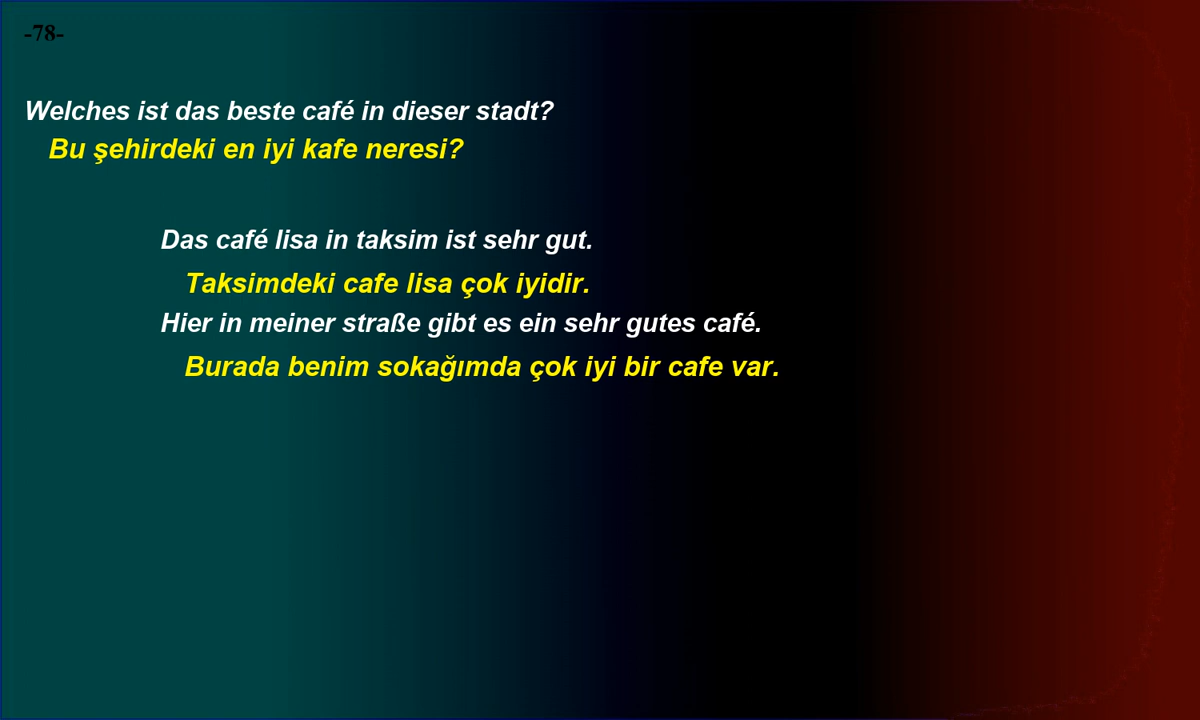 -78-
Welches ist das beste café in dieser stadt?
Bu şehirdeki en iyi kafe neresi?
Das café lisa in taksim ist sehr gut.
Taksimdeki cafe lisa çok iyidir.
Hier in meiner straße gibt es ein sehr gutes café.
Burada benim sokağımda çok iyi bir cafe var.